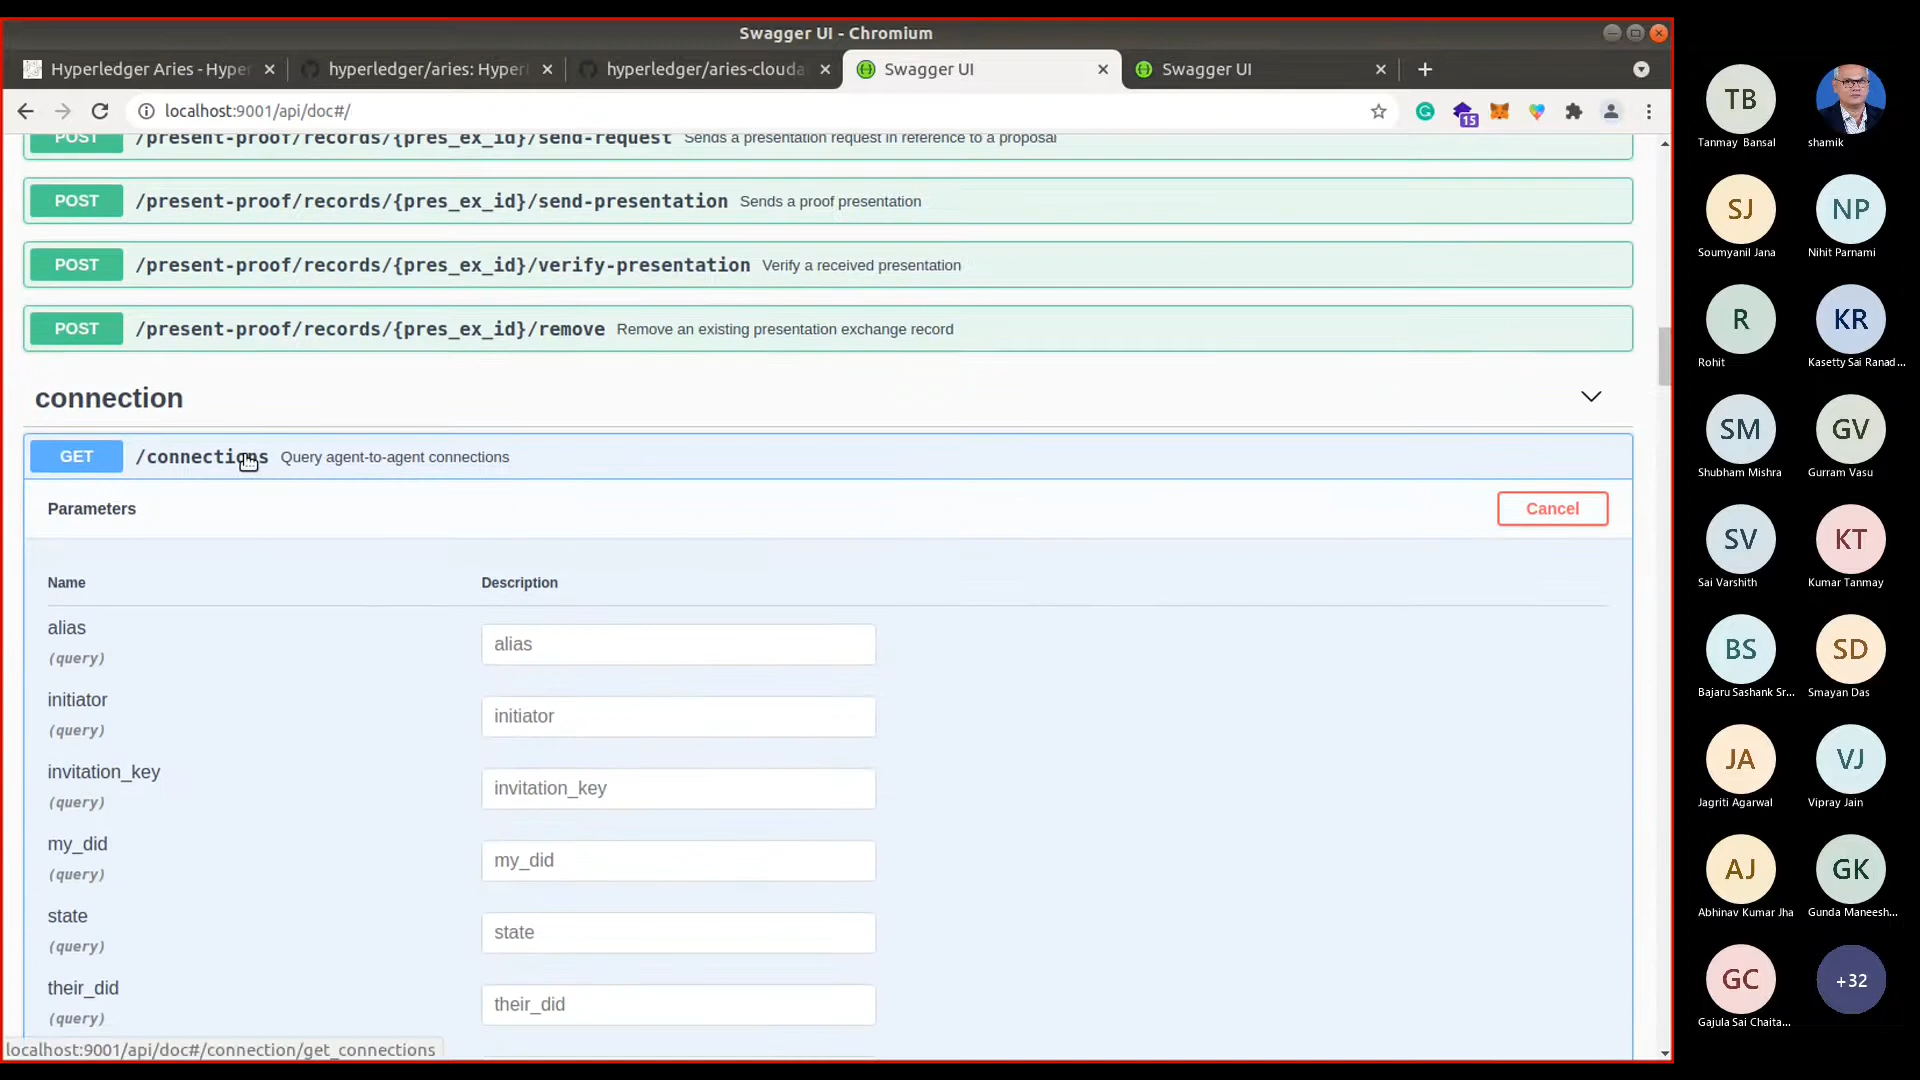 Swagger UI - Chromium
Hyperledger Aries - Hyper
hyperledger/aries: Hyperl
hyperledger/aries-clouda
Swagger UI
Swagger UI
localhost:9001/api/doc#/
15
POST /present-proof/records/{pres_ex_id}/send-request Sends a presentation request in reference to a proposal
POST /present-proof/records/{pres_ex_id}/send-presentation Sends a proof presentation
POST /present-proof/records/{pres_ex_id}/verify-presentation Verify a received presentation
POST /present-proof/records/{pres_ex_id}/remove Remove an existing presentation exchange record
connection
GET /connections Query agent-to-agent connections
Parameters
Cancel
Name Description
alias
(query)
alias
initiator
(query)
initiator
invitation_key
(query)
invitation_key
my_did
(query)
my_did
state
(query)
state
their_did
(query)
their_did
localhost:9001/api/doc#/connection/get_connections
TB
Tanmay Bansal
shamik
SJ
Soumyanil Jana
NP
Nihit Parnami
R
Rohit
KR
Kasetty Sai Ranad...
SM
Shubham Mishra
GV
Gurram Vasu
SV
Sai Varshith
KT
Kumar Tanmay
BS
Bajaru Sashank Sr...
SD
Smayan Das
JA
Jagriti Agarwal
VJ
Vipray Jain
AJ
Abhinav Kumar Jha
GK
Gunda Maneesh...
GC
Gajula Sai Chaita...
+32